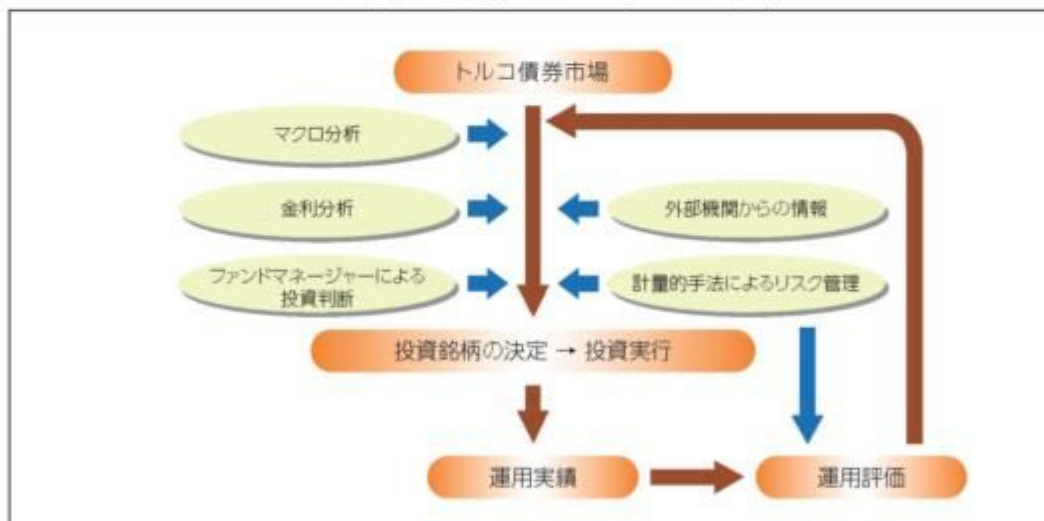 トルコ債券市場
マクロ分析
金利分析
外部機関からの情報
ファンドマネージャーによる
投資判断
計量的手法によるリスク管理
投資銘柄の決定 → 投資実行
運用実績
運用評価